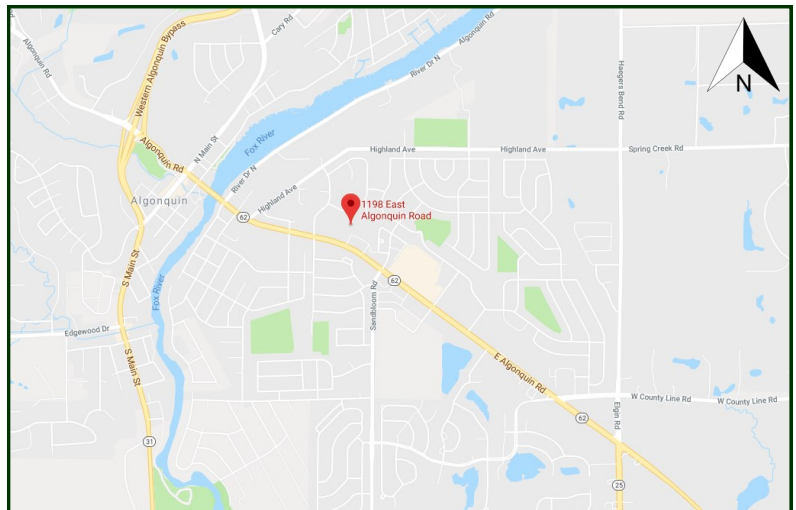 Algonquin Rd
Western Algonquin Bypass
Cary Rd
Algonquin Rd
River Dr N
Haegers Bend Rd
N
Algonquin Rd
N Main St
Fox River
River Dr N
Highland Ave
Highland Ave
Spring Creek Rd
Highland Ave
Algonquin
62
1198 East
Algonquin Road
S Main St
Fox River
62
Sandbloom Rd
Edgewood Dr
S Main St
E Algonquin Rd
W County Line Rd
W County Line Rd
62
Elgin Rd
31
25